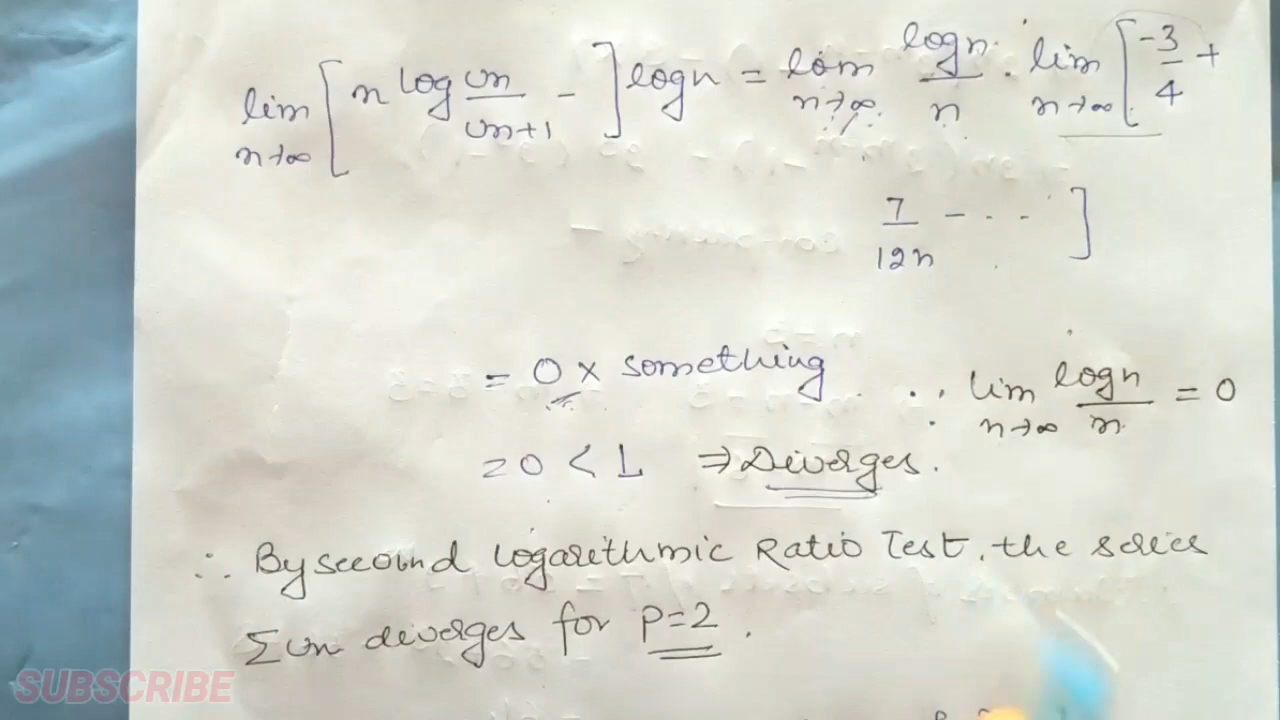 lim n→∞ [ n log un/un+1 - ] log n = lim n→∞ log n/n . lim n→∞ [ -3/4 +
7/12n - ... ]
= 0 x something ∵ lim n→∞ log n/n = 0
= 0 < 1 ⇒ Diverges.
∴ By second logarithmic Ratio Test, the series
Σun diverges for P=2.
SUBSCRIBE